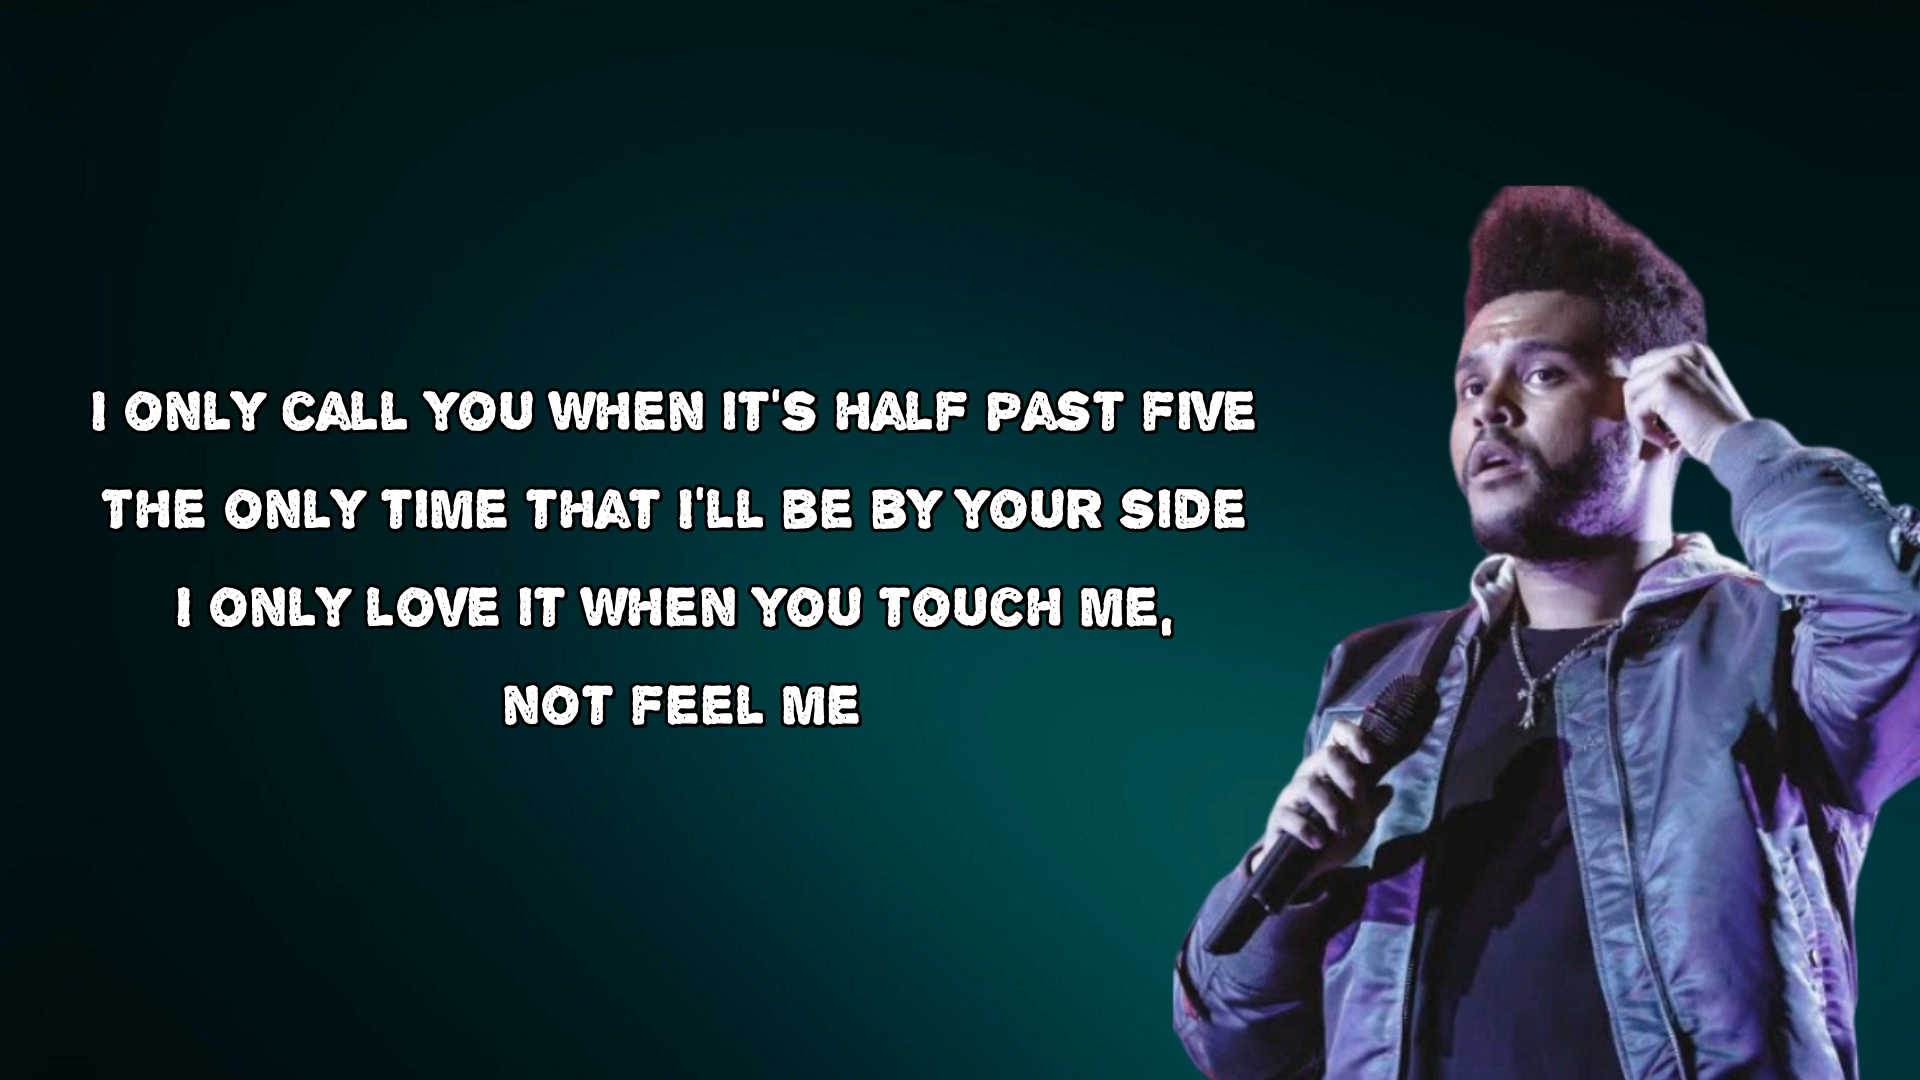 I ONLY CALL YOU WHEN IT'S HALF PAST FIVE
THE ONLY TIME THAT I'LL BE BY YOUR SIDE
I ONLY LOVE IT WHEN YOU TOUCH ME,
NOT FEEL ME